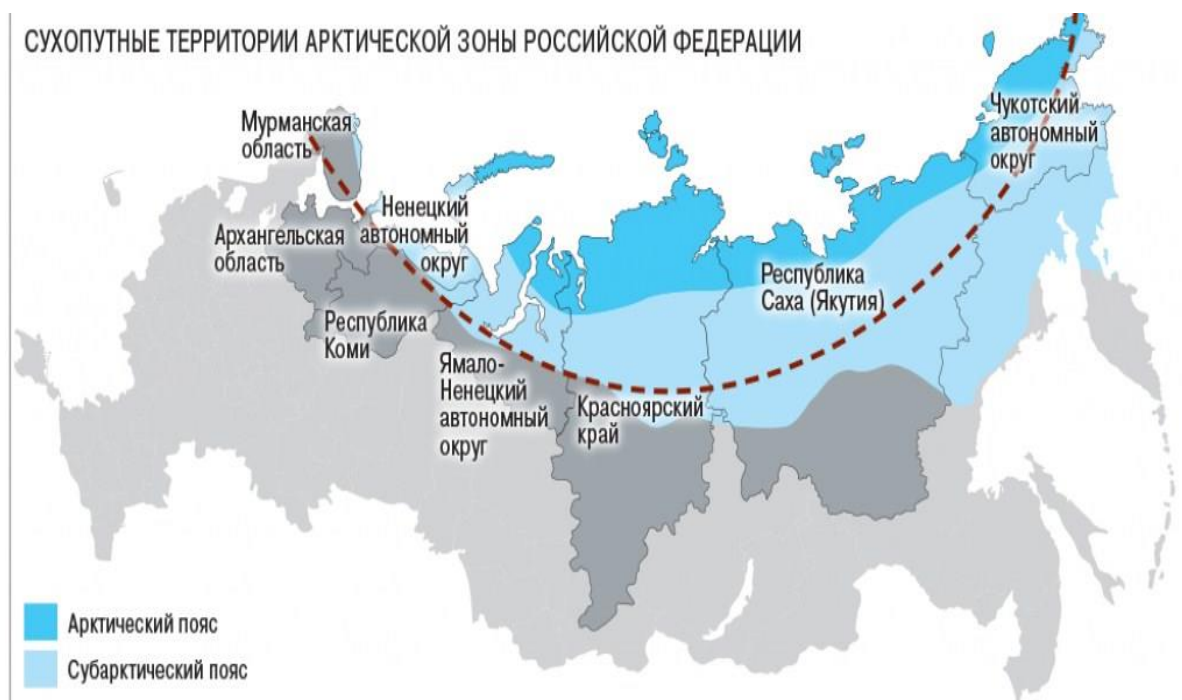 СУХОПУТНЫЕ ТЕРРИТОРИИ АРКТИЧЕСКОЙ ЗОНЫ РОССИЙСКОЙ ФЕДЕРАЦИИ
Мурманская
область
Чукотский
автономный
округ
Ненецкий
автономный
округ
Архангельская
область
Республика
Саха (Якутия)
Республика
Коми
Ямало-
Ненецкий
автономный
округ
Красноярский
край
Арктический пояс
Субарктический пояс